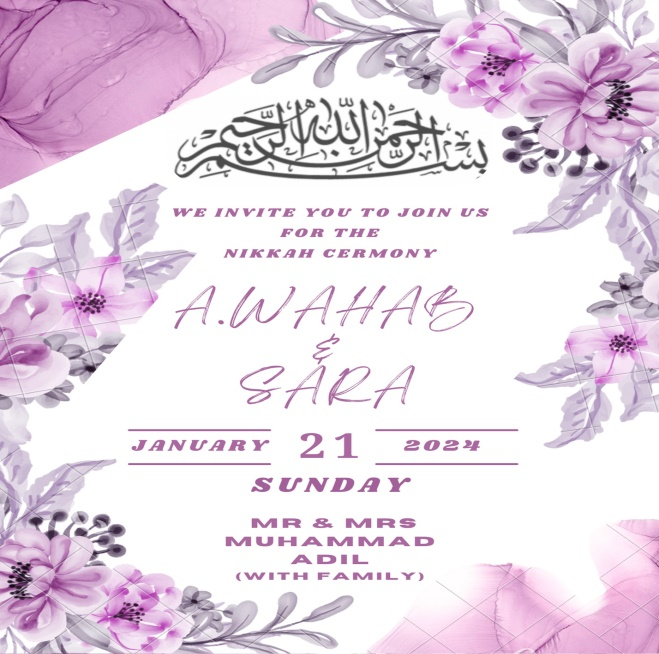 بسم الله الرحمن الرحيم
WE INVITE YOU TO JOIN US
FOR THE
NIKKAH CERMONY
A.WAHAB
&
SARA
JANUARY 21 2024
SUNDAY
MR & MRS
MUHAMMAD
ADIL
(WITH FAMILY)